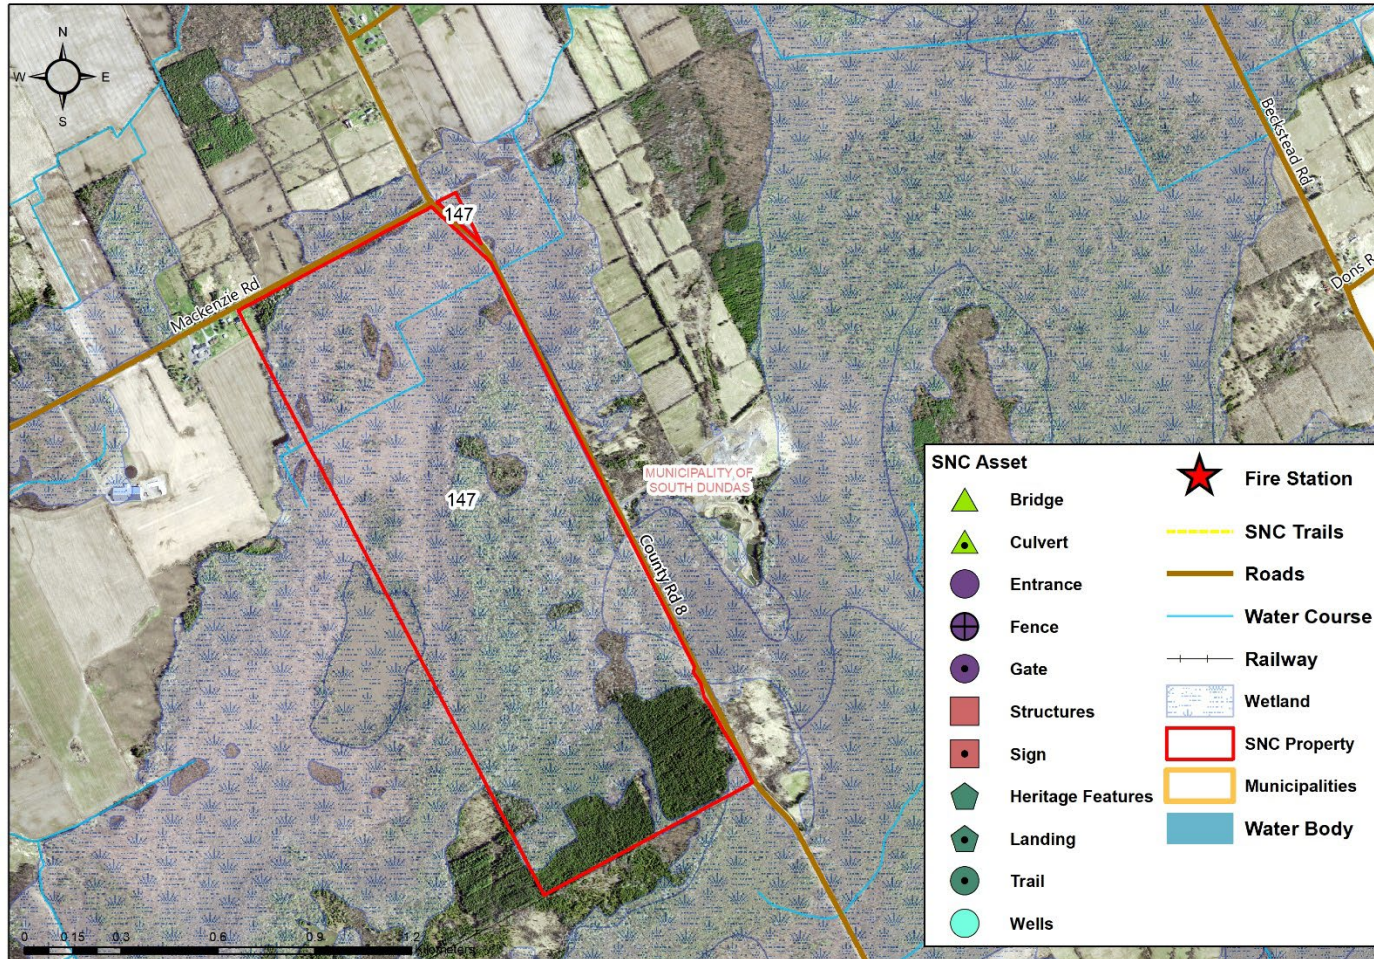 N
W E
S
Mackenzie Rd
147
147
MUNICIPALITY OF
SOUTH DUNDAS
County Rd 8
Beckstead Rd
Dons R
SNC Asset
Bridge
Culvert
Entrance
Fence
Gate
Structures
Sign
Heritage Features
Landing
Trail
Wells
Fire Station
SNC Trails
Roads
Water Course
Railway
Wetland
SNC Property
Municipalities
Water Body
0 0.15 0.3 0.6 0.9 1.2
Kilometers